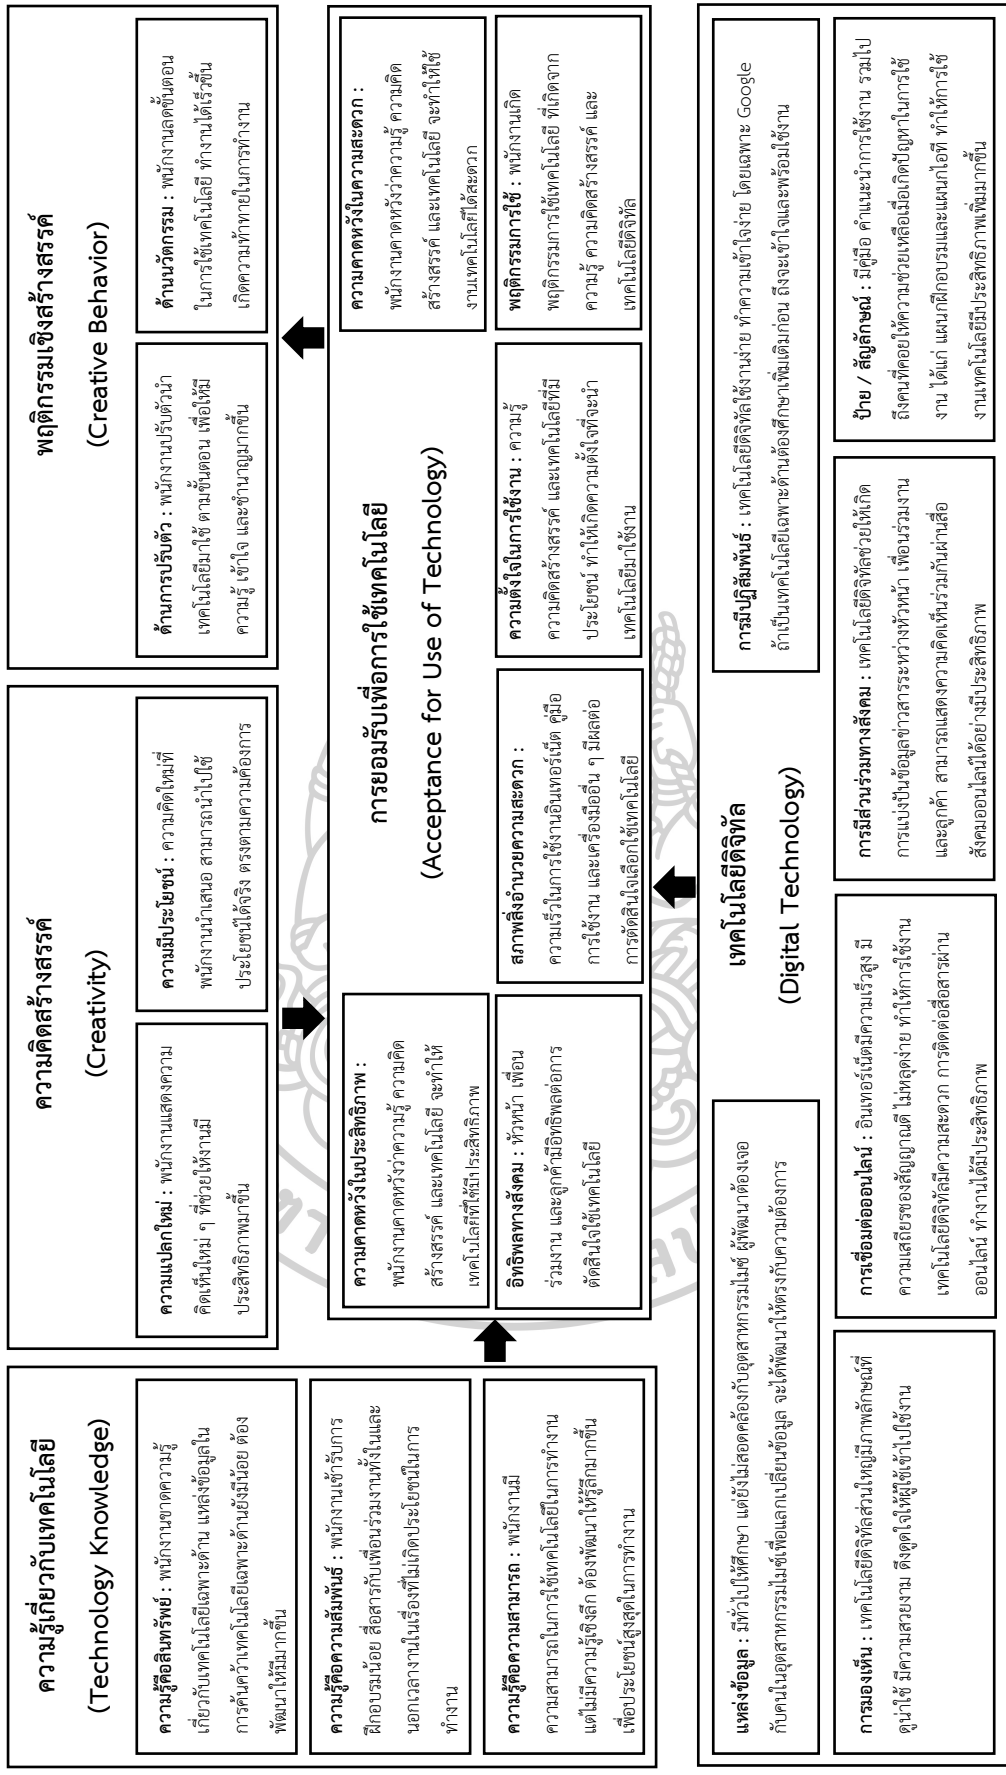 ความรู้เกี่ยวกับเทคโนโลยี
(Technology Knowledge)
ความรู้คือสินทรัพย์ : พนักงานขาดความรู้
เกี่ยวกับเทคโนโลยีเฉพาะด้าน แหล่งข้อมูลใน
การค้นคว้าเทคโนโลยีเฉพาะด้านยังมีน้อย ต้อง
พัฒนาให้มีมากขึ้น
ความรู้คือความสัมพันธ์ : พนักงานเข้ารับการ
ฝึกอบรมน้อย สื่อสารกับเพื่อนร่วมงานทั้งในและ
นอกเวลางานในเรื่องที่ไม่เกิดประโยชน์ในการ
ทำงาน
ความรู้คือความสามารถ : พนักงานมี
ความสามารถในการใช้เทคโนโลยีในการทำงาน
แต่ไม่มีความรู้เชิงลึก ต้องพัฒนาให้รู้ลึกมากขึ้น
เพื่อประโยชน์สูงสุดในการทำงาน
ความคิดสร้างสรรค์
(Creativity)
ความแปลกใหม่ : พนักงานแสดงความ
คิดเห็นใหม่ ๆ ที่ช่วยให้งานมี
ประสิทธิภาพมาขึ้น
ความมีประโยชน์ : ความคิดใหม่ที่
พนักงานนำเสนอ สามารถนำไปใช้
ประโยชน์ได้จริง ตรงตามความค้องการ
พฤติกรรมเชิงสร้างสรรค์
(Creative Behavior)
ด้านการปรับตัว : พนักงานปรับตัวนำ
เทคโนโลยีมาใช้ ตามขั้นตอน เพื่อให้มี
ความรู้ เข้าใจ และชำนาญมากขึ้น
ด้านนวัตกรรม : พนักงานลดขั้นตอน
ในการใช้เทคโนโลยี ทำงานได้เร็วขึ้น
เกิดความท้าทายในการทำงาน
การยอมรับเพื่อการใช้เทคโนโลยี
(Acceptance for Use of Technology)
ความคาดหวังในประสิทธิภาพ :
พนักงานคาดหวังว่าความรู้ ความคิด
สร้างสรรค์ และเทคโนโลยี จะทำให้
เทคโนโลยีที่ใช้มีประสิทธิภาพ
ความคาดหวังในความสะดวก :
พนักงานคาดหวังว่าความรู้ ความคิด
สร้างสรรค์ และเทคโนโลยี จะทำให้ใช้
งานเทคโนโลยีได้สะดวก
อิทธิพลทางสังคม : หัวหน้า เพื่อน
ร่วมงาน และลูกค้ามีอิทธิพลต่อการ
ตัดสินใจใช้เทคโนโลยี
สภาพสิ่งอำนวยความสะดวก :
ความเร็วในการใช้งานอินเทอร์เน็ต คู่มือ
การใช้งาน และเครื่องมืออื่น ๆ มีผลต่อ
การตัดสินใจเลือกใช้เทคโนโลยี
ความตั้งใจในการใช้งาน : ความรู้
ความคิดสร้างสรรค์ และเทคโนโลยีที่มี
ประโยชน์ ทำให้เกิดความตั้งใจที่จะนำ
เทคโนโลยีมาใช้งาน
พฤติกรรมการใช้ : พนักงานเกิด
พฤติกรรมการใช้เทคโนโลยี ที่เกิดจาก
ความรู้ ความคิดสร้างสรรค์ และ
เทคโนโลยีดิจิทัล
เทคโนโลยีดิจิทัล
(Digital Technology)
แหล่งข้อมูล : มีทั่วไปให้ศึกษา แต่ยังไม่สอดคล้องกับอุตสาหกรรมไมซ์ ผู้พัฒนาต้องเจอ
กับคนในอุตสาหกรรมไมซ์เพื่อแลกเปลี่ยนข้อมูล จะได้พัฒนาให้ตรงกับความต้องการ
การมีปฏิสัมพันธ์ : เทคโนโลยีดิจิทัลใช้งานง่าย ทำความเข้าใจง่าย โดยเฉพาะ Google
ถ้าเป็นเทคโนโลยีเฉพาะด้านต้องศึกษาเพิ่มเติมก่อน ถึงจะเข้าใจและพร้อมใช้งาน
การมองเห็น : เทคโนโลยีดิจิทัลส่วนใหญ่มีภาพลักษณ์ที่
ดูน่าใช้ มีความสวยงาม ดึงดูดใจให้ผู้ใช้เข้าไปใช้งาน
การเชื่อมต่อออนไลน์ : อินเทอร์เน็ตมีความเร็วสูง มี
ความเสถียรของสัญญาณดี ไม่หลุดง่าย ทำให้การใช้งาน
เทคโนโลยีดิจิทัลมีความสะดวก การติดต่อสื่อสารผ่าน
ออนไลน์ ทำงานได้มีประสิทธิภาพ
การมีส่วนร่วมทางสังคม : เทคโนโลยีดิจิทัลช่วยให้เกิด
การแบ่งปันข้อมูลข่าวสารระหว่างหัวหน้า เพื่อนร่วมงาน
และลูกค้า สามารถแสดงความคิดเห็นร่วมกันผ่านสื่อ
สังคมออนไลน์ได้อย่างมีประสิทธิภาพ
ป้าย / สัญลักษณ์ : มีคู่มือ คำแนะนำการใช้งาน รวมไป
ถึงคนที่คอยให้ความช่วยเหลือเมื่อเกิดปัญหาในการใช้
งาน ได้แก่ แผนกฝึกอบรมและแผนกไอที ทำให้การใช้
งานเทคโนโลยีมีประสิทธิภาพเพิ่มมากขึ้น